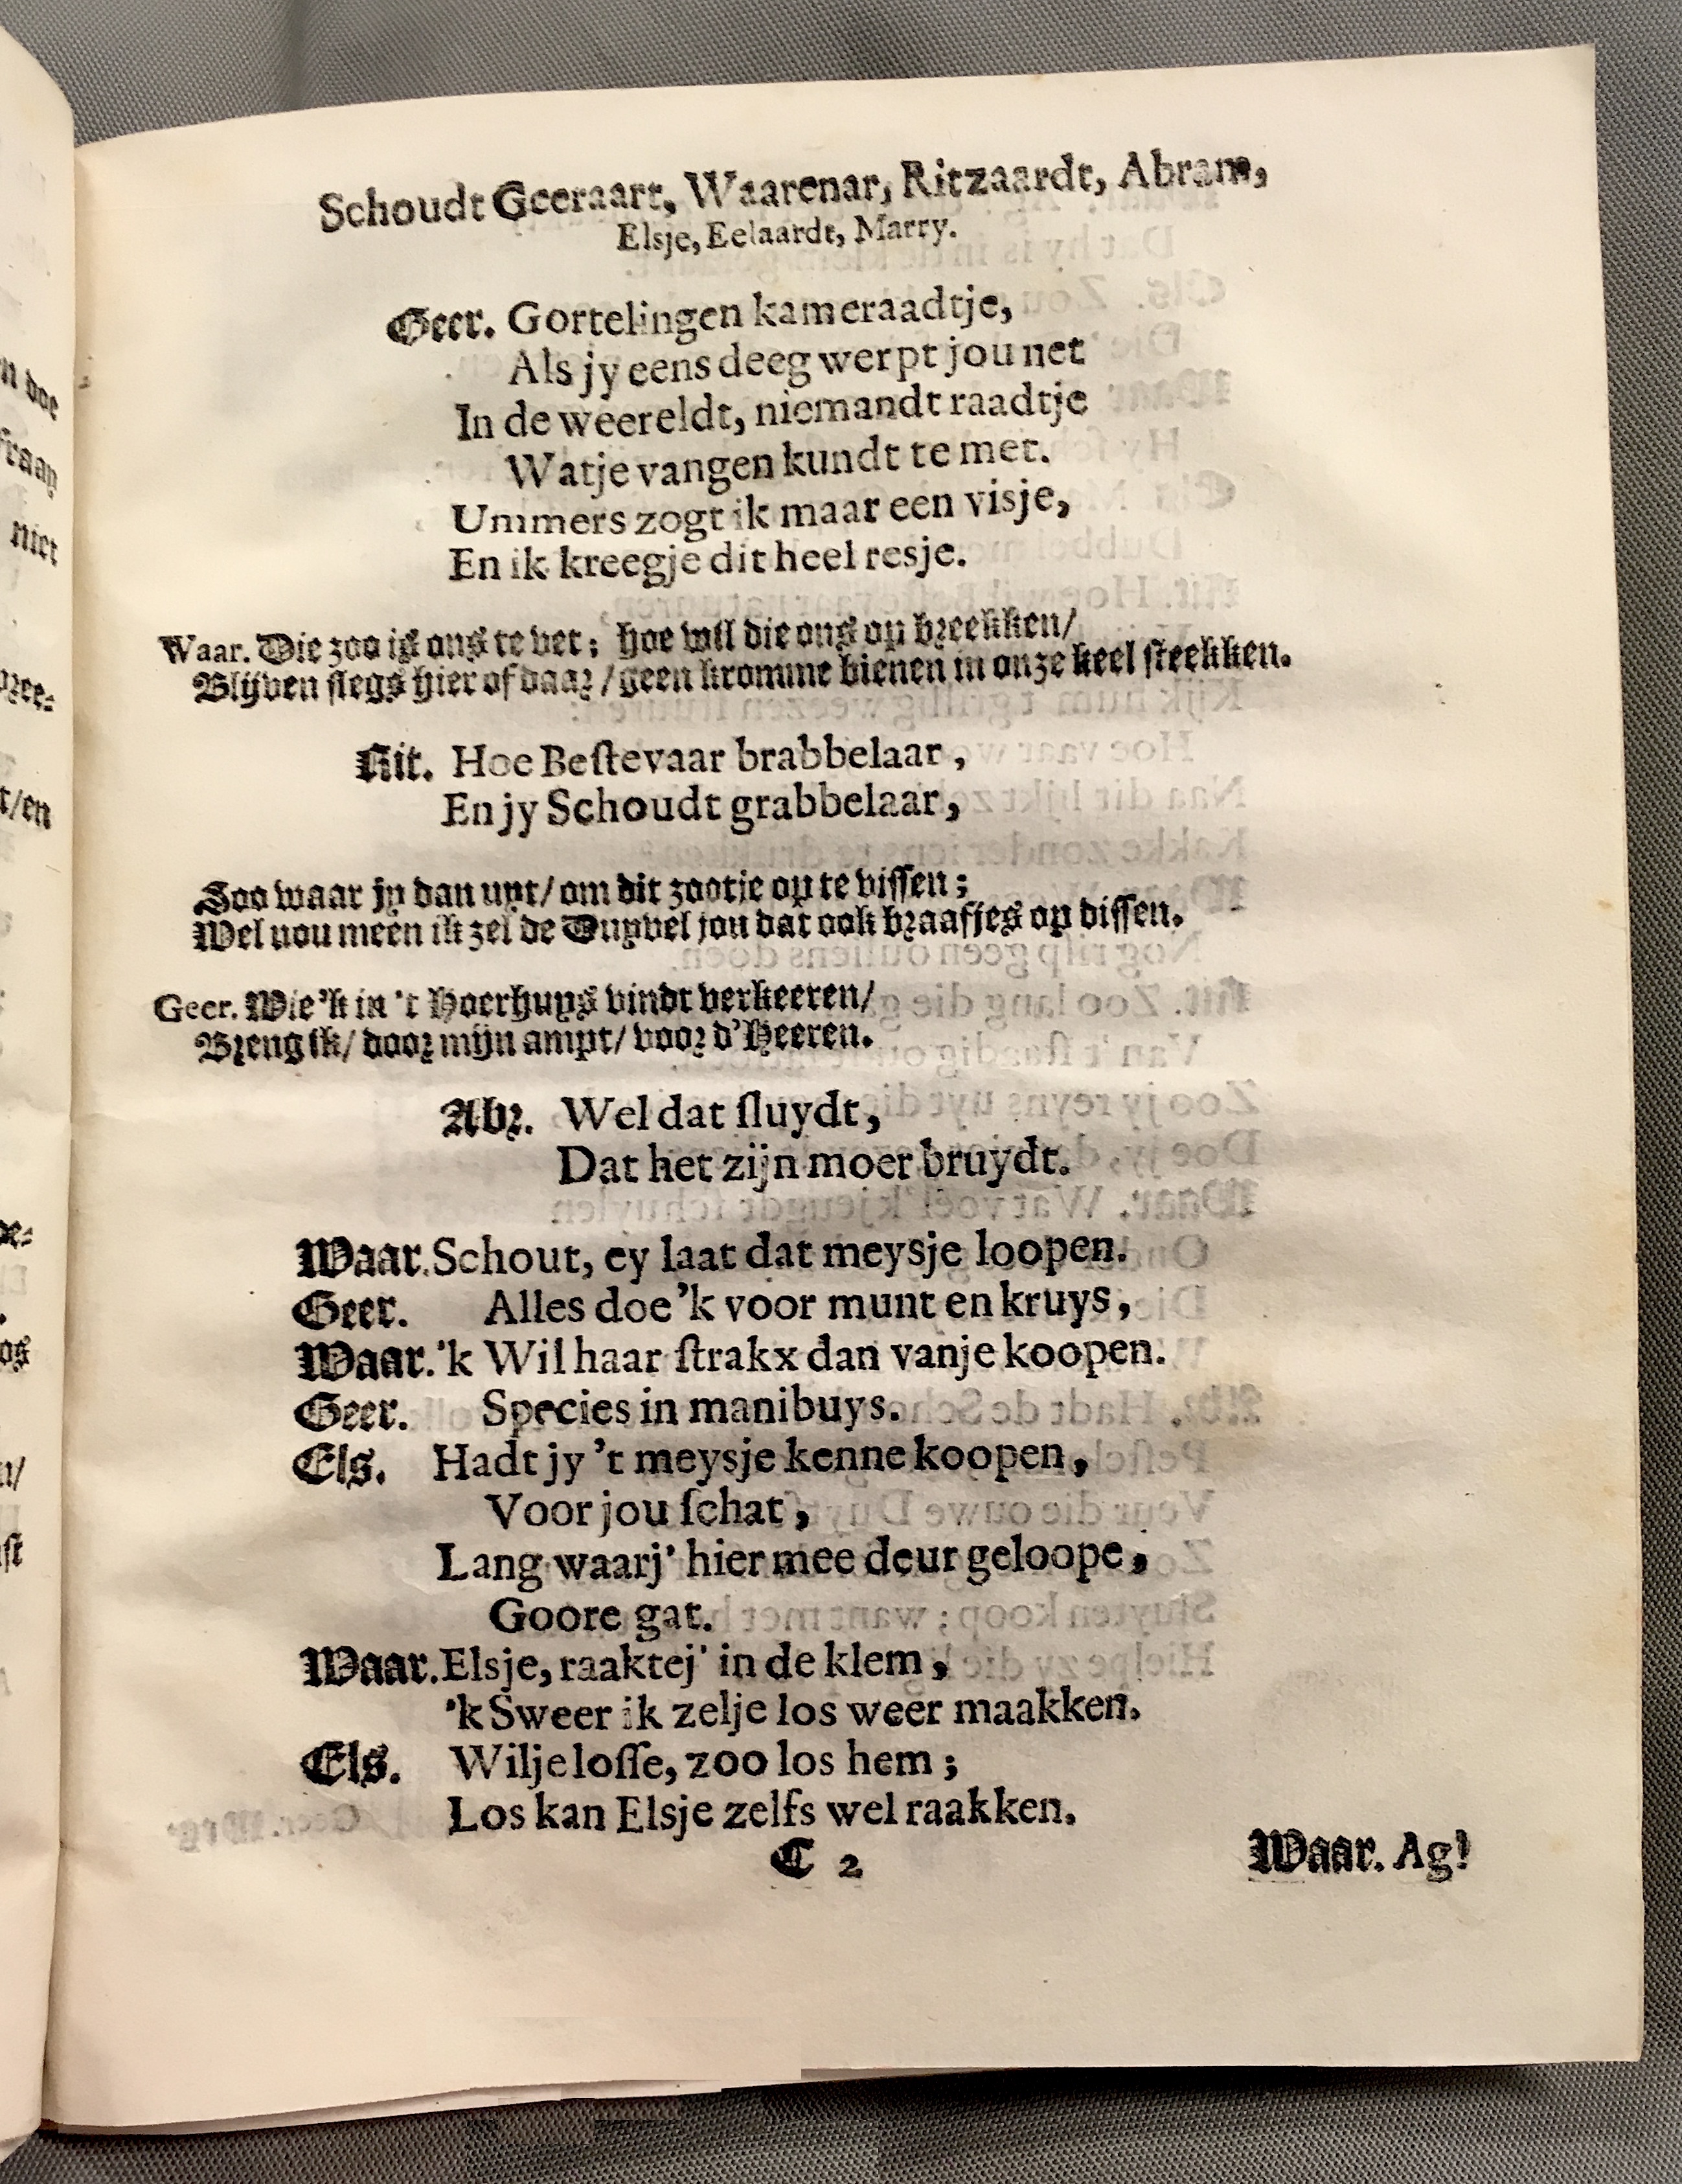 Schoudt Geeraart, Waarenar, Ritzaardt, Abram,
Elsje, Eelaardt, Marry.
Geer. Gortelingen kameraadtje,
Als jy eens deeg werpt jou net
In de weereldt, niemandt raadtje
Watje vangen kundt te met.
Ummers zogt ik maar een visje,
En ik kreegje dit heel resje.
Waar. Die zoo is ons te vet; hoe wil die ons op breekken/
Blijven slegs hier of daar/geen kromme bienen in onze keel steekken.
Rit. Hoe Beſtevaar brabbelaar,
En jy Schoudt grabbelaar,
Zoo waar jy dan uyt/ om dit zootje op te vissen;
Wel nou meen ik zel de Duyvel jou dat ook braafjes op dissen.
Geer. Wie 'k in 't Hoerhuys vindt verkeeren/
Breng ik/ door mijn ampt/ voor d'Heeren.
Abr. Wel dat ſluydt,
Dat het zijn moer bruydt.
Waar. Schout, ey laat dat meysje loopen.
Geer. Alles doe 'k voor munt en kruys,
Waar. 'k Wil haar ſtrakx dan vanje koopen.
Geer. Species in manibuys.
Els. Hadt jy 't meysje kenne koopen,
Voor jou ſchat,
Lang waarj' hier mee deur geloope,
Goore gat.
Waar. Elsje, raaktej' in de klem,
'k Sweer ik zelje los weer maakken.
Els. Wilje loſſe, zoo los hem;
Los kan Elsje zelfs wel raakken.
C 2
Waar. Ag!